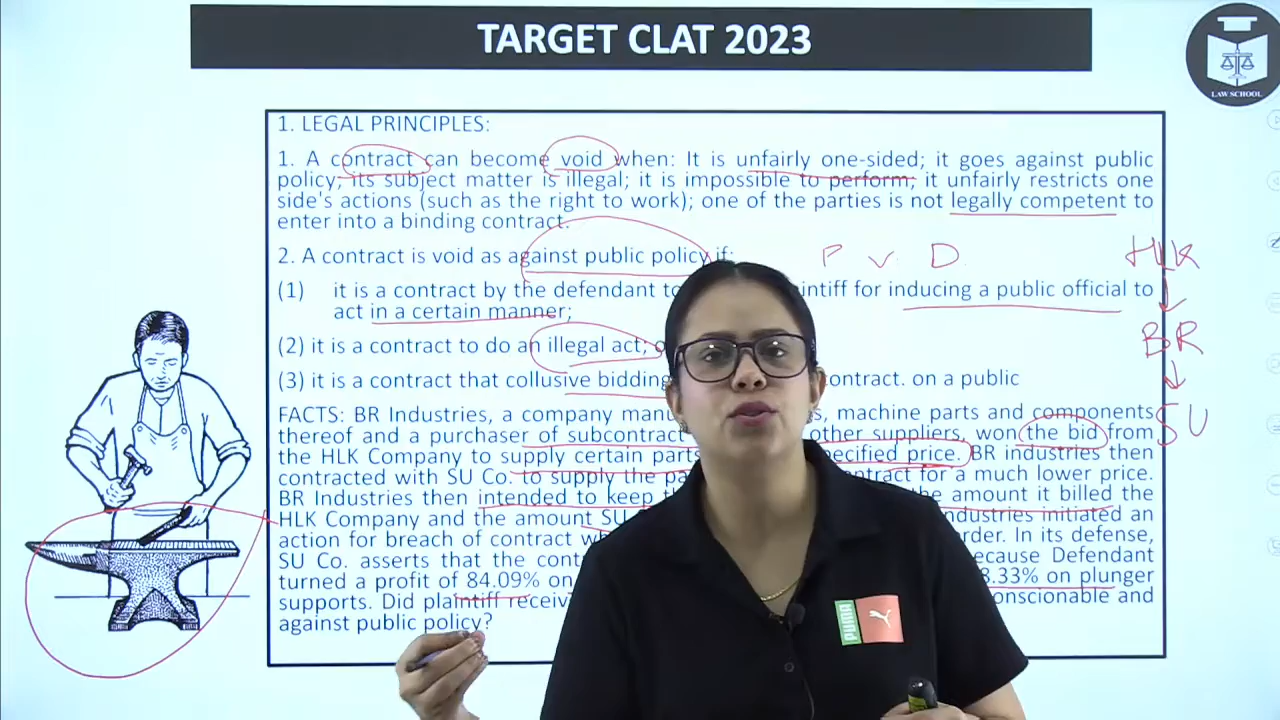 TARGET CLAT 2023
LAW SCHOOL
1. LEGAL PRINCIPLES:
1. A contract can become void when: It is unfairly one-sided; it goes against public
policy; its subject matter is illegal; it is impossible to perform; it unfairly restricts one
side's actions (such as the right to work); one of the parties is not legally competent to
enter into a binding contract.
2. A contract is void as against public policy if:
P v. D
HLK
(1) it is a contract by the defendant to intiff for inducing a public official to
act in a certain manner;
BR
(2) it is a contract to do an illegal act;
(3) it is a contract that collusive bidding contract. on a public
SU
FACTS: BR Industries, a company manu s, machine parts and components
thereof and a purchaser of subcontract other suppliers, won the bid from
the HLK Company to supply certain parts pecified price. BR industries then
contracted with SU Co. to supply the pa ntract for a much lower price.
BR Industries then intended to keep the amount it billed the
HLK Company and the amount SU ndustries initiated an
action for breach of contract w rder. In its defense,
SU Co. asserts that the contr ecause Defendant
turned a profit of 84.09% on 3.33% on plunger
supports. Did plaintiff receiv onscionable and
against public policy?
PUMA